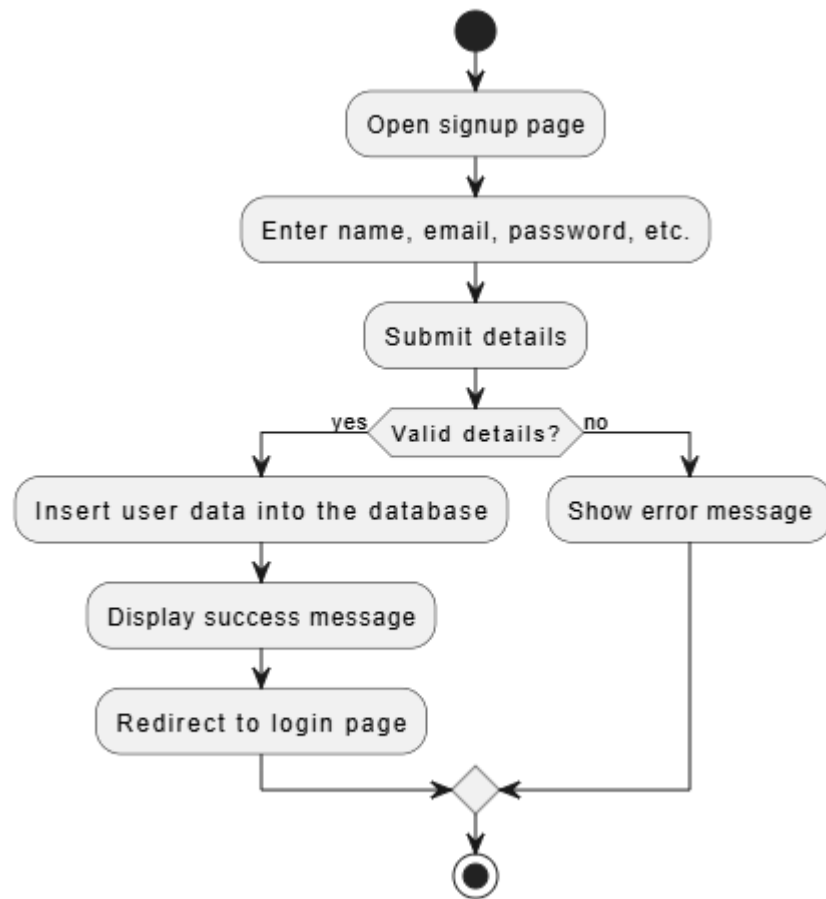 Open signup page
Enter name, email, password, etc.
Submit details
yes
Valid details?
no
Insert user data into the database
Show error message
Display success message
Redirect to login page